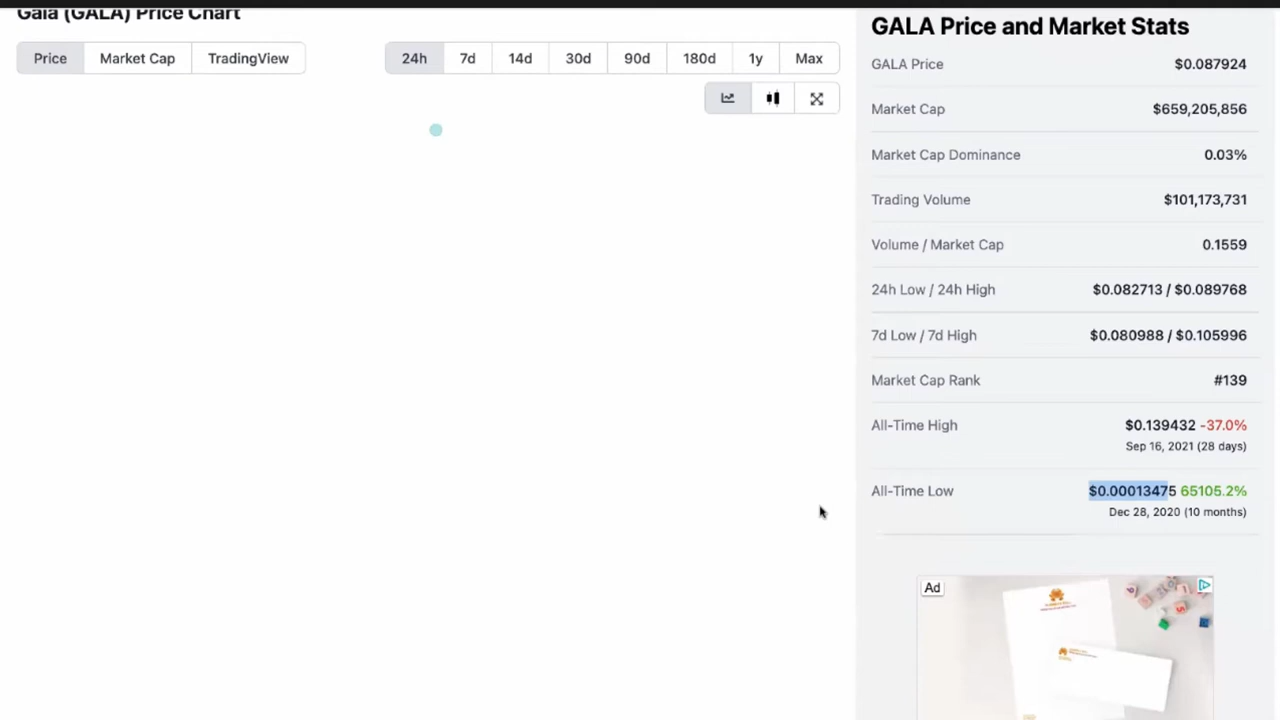 Gala (GALA) Price Chart
Price
Market Cap
TradingView
24h
7d
14d
30d
90d
180d
1y
Max
GALA Price and Market Stats
GALA Price $0.087924
Market Cap $659,205,856
Market Cap Dominance 0.03%
Trading Volume $101,173,731
Volume / Market Cap 0.1559
24h Low / 24h High $0.082713 / $0.089768
7d Low / 7d High $0.080988 / $0.105996
Market Cap Rank #139
All-Time High $0.139432 -37.0%
Sep 16, 2021 (28 days)
All-Time Low $0.00013475 65105.2%
Dec 28, 2020 (10 months)
Ad